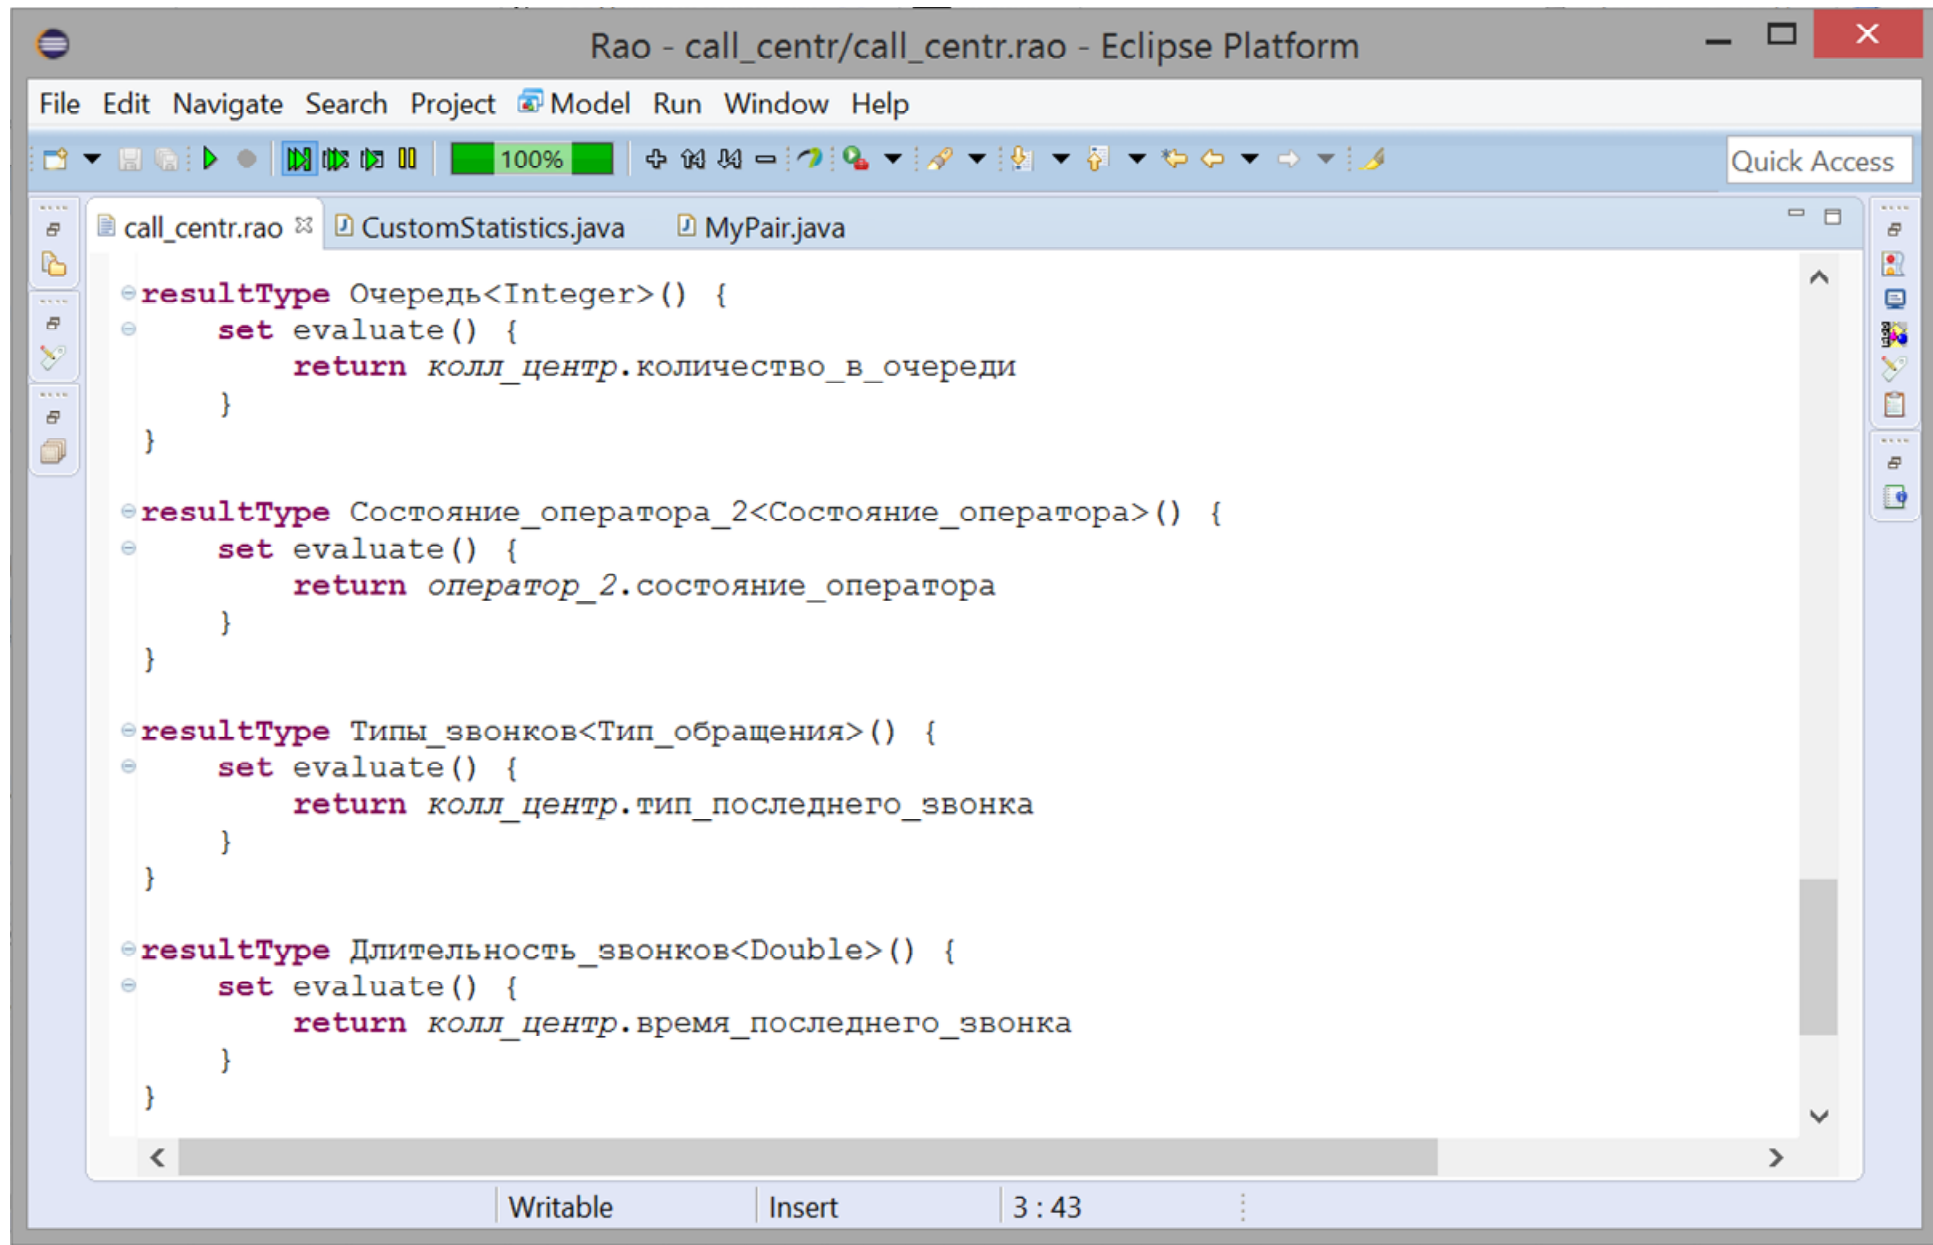 Rao - call_centr/call_centr.rao - Eclipse Platform
File Edit Navigate Search Project Model Run Window Help
100%
Quick Access
call_centr.rao CustomStatistics.java MyPair.java
resultType Очередь<Integer>() {
set evaluate() {
return колл_центр.количество_в_очереди
}
}
resultType Состояние_оператора_2<Состояние_оператора>() {
set evaluate() {
return оператор_2.состояние_оператора
}
}
resultType Типы_звонков<Тип_обращения>() {
set evaluate() {
return колл_центр.тип_последнего_звонка
}
}
resultType Длительность_звонков<Double>() {
set evaluate() {
return колл_центр.время_последнего_звонка
}
}
Writable Insert 3 : 43